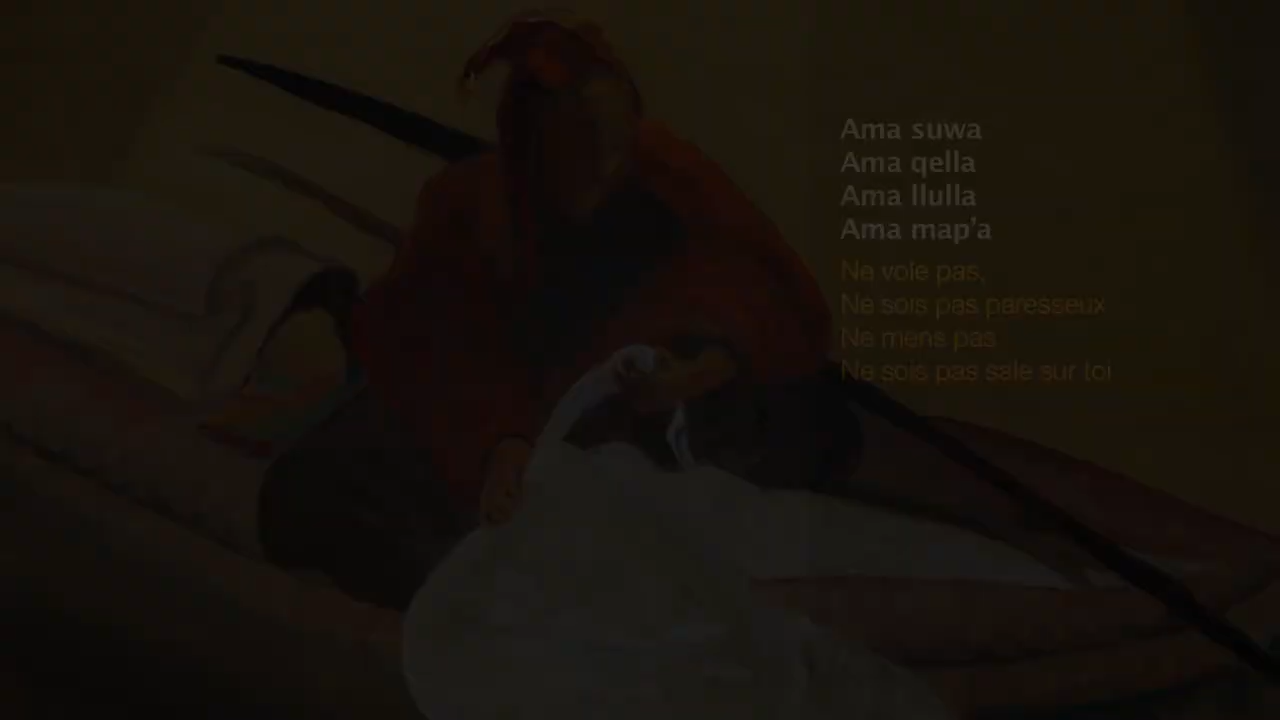 Ama suwa
Ama qella
Ama llulla
Ama map'a
Ne vole pas,
Ne sois pas paresseux
Ne mens pas
Ne sois pas sale sur toi